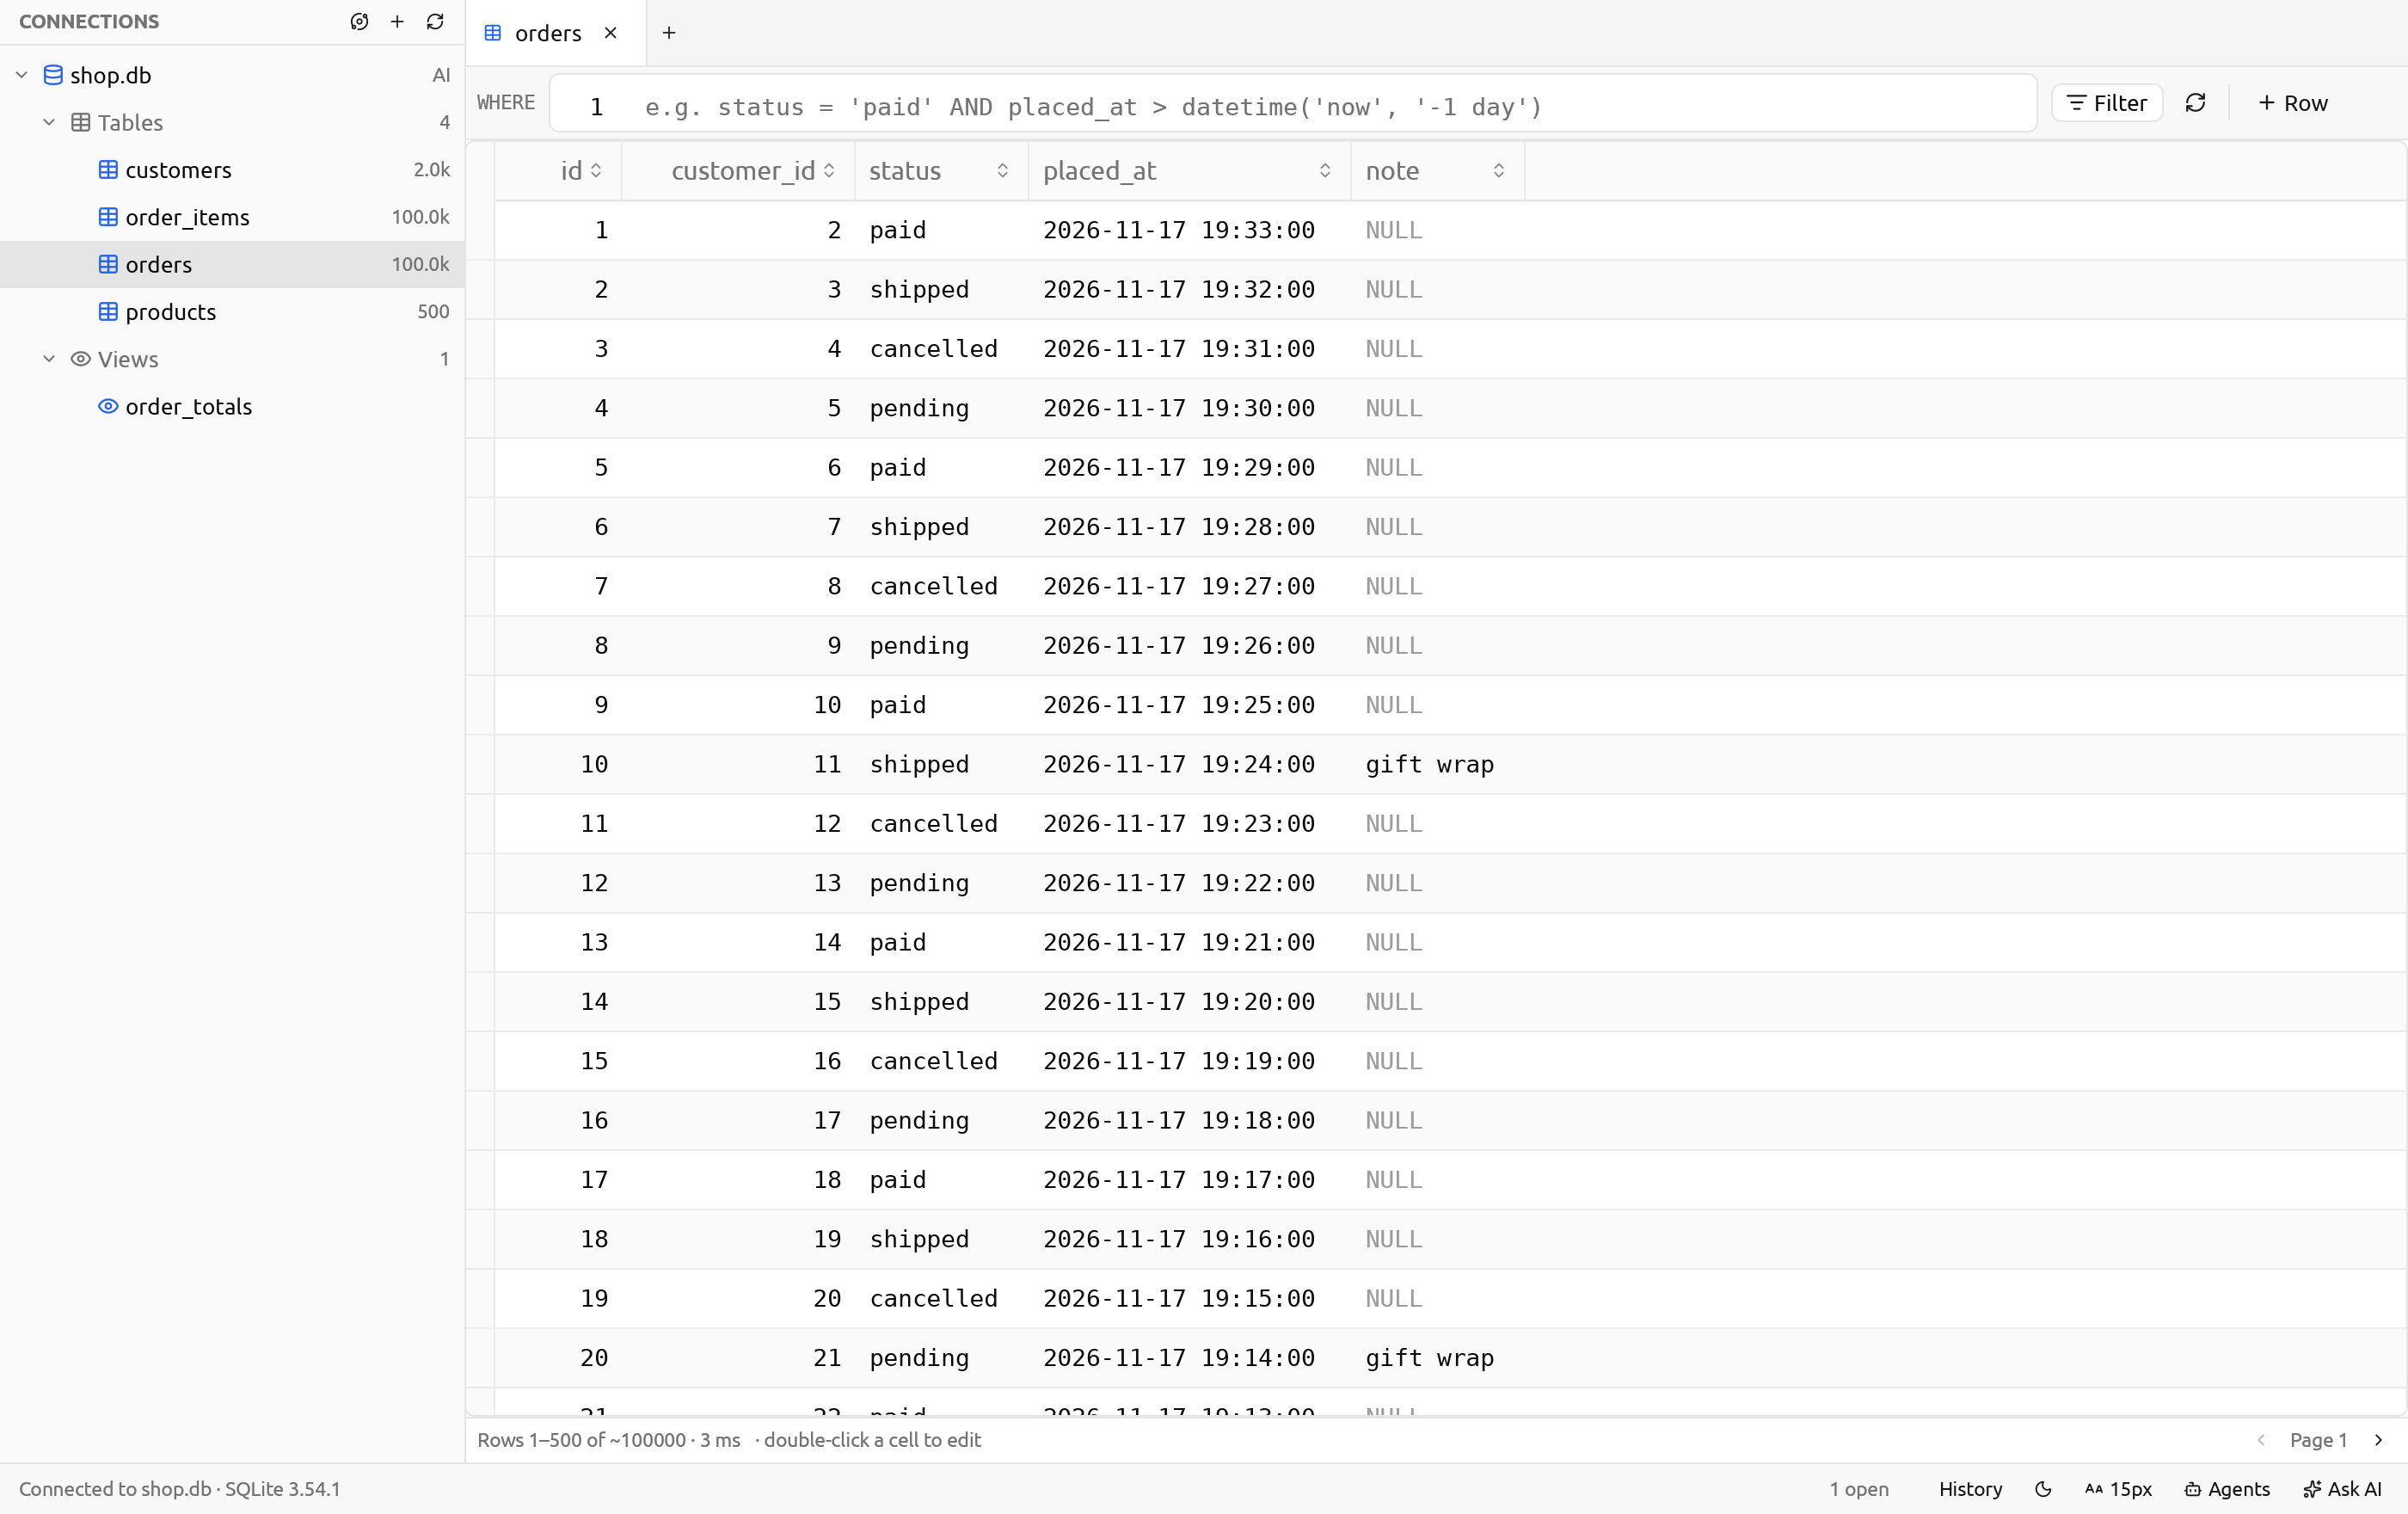 CONNECTIONS
shop.db AI
Tables 4
customers 2.0k
order_items 100.0k
orders 100.0k
products 500
Views 1
order_totals
orders
WHERE 1 e.g. status = 'paid' AND placed_at > datetime('now', '-1 day') Filter Row
id customer_id status placed_at note
1 2 paid 2026-11-17 19:33:00 NULL
2 3 shipped 2026-11-17 19:32:00 NULL
3 4 cancelled 2026-11-17 19:31:00 NULL
4 5 pending 2026-11-17 19:30:00 NULL
5 6 paid 2026-11-17 19:29:00 NULL
6 7 shipped 2026-11-17 19:28:00 NULL
7 8 cancelled 2026-11-17 19:27:00 NULL
8 9 pending 2026-11-17 19:26:00 NULL
9 10 paid 2026-11-17 19:25:00 NULL
10 11 shipped 2026-11-17 19:24:00 gift wrap
11 12 cancelled 2026-11-17 19:23:00 NULL
12 13 pending 2026-11-17 19:22:00 NULL
13 14 paid 2026-11-17 19:21:00 NULL
14 15 shipped 2026-11-17 19:20:00 NULL
15 16 cancelled 2026-11-17 19:19:00 NULL
16 17 pending 2026-11-17 19:18:00 NULL
17 18 paid 2026-11-17 19:17:00 NULL
18 19 shipped 2026-11-17 19:16:00 NULL
19 20 cancelled 2026-11-17 19:15:00 NULL
20 21 pending 2026-11-17 19:14:00 gift wrap
21 22 paid 2026-11-17 19:13:00 NULL
Rows 1–500 of ~100000 · 3 ms · double-click a cell to edit Page 1
Connected to shop.db · SQLite 3.54.1 1 open History AA 15px Agents Ask AI